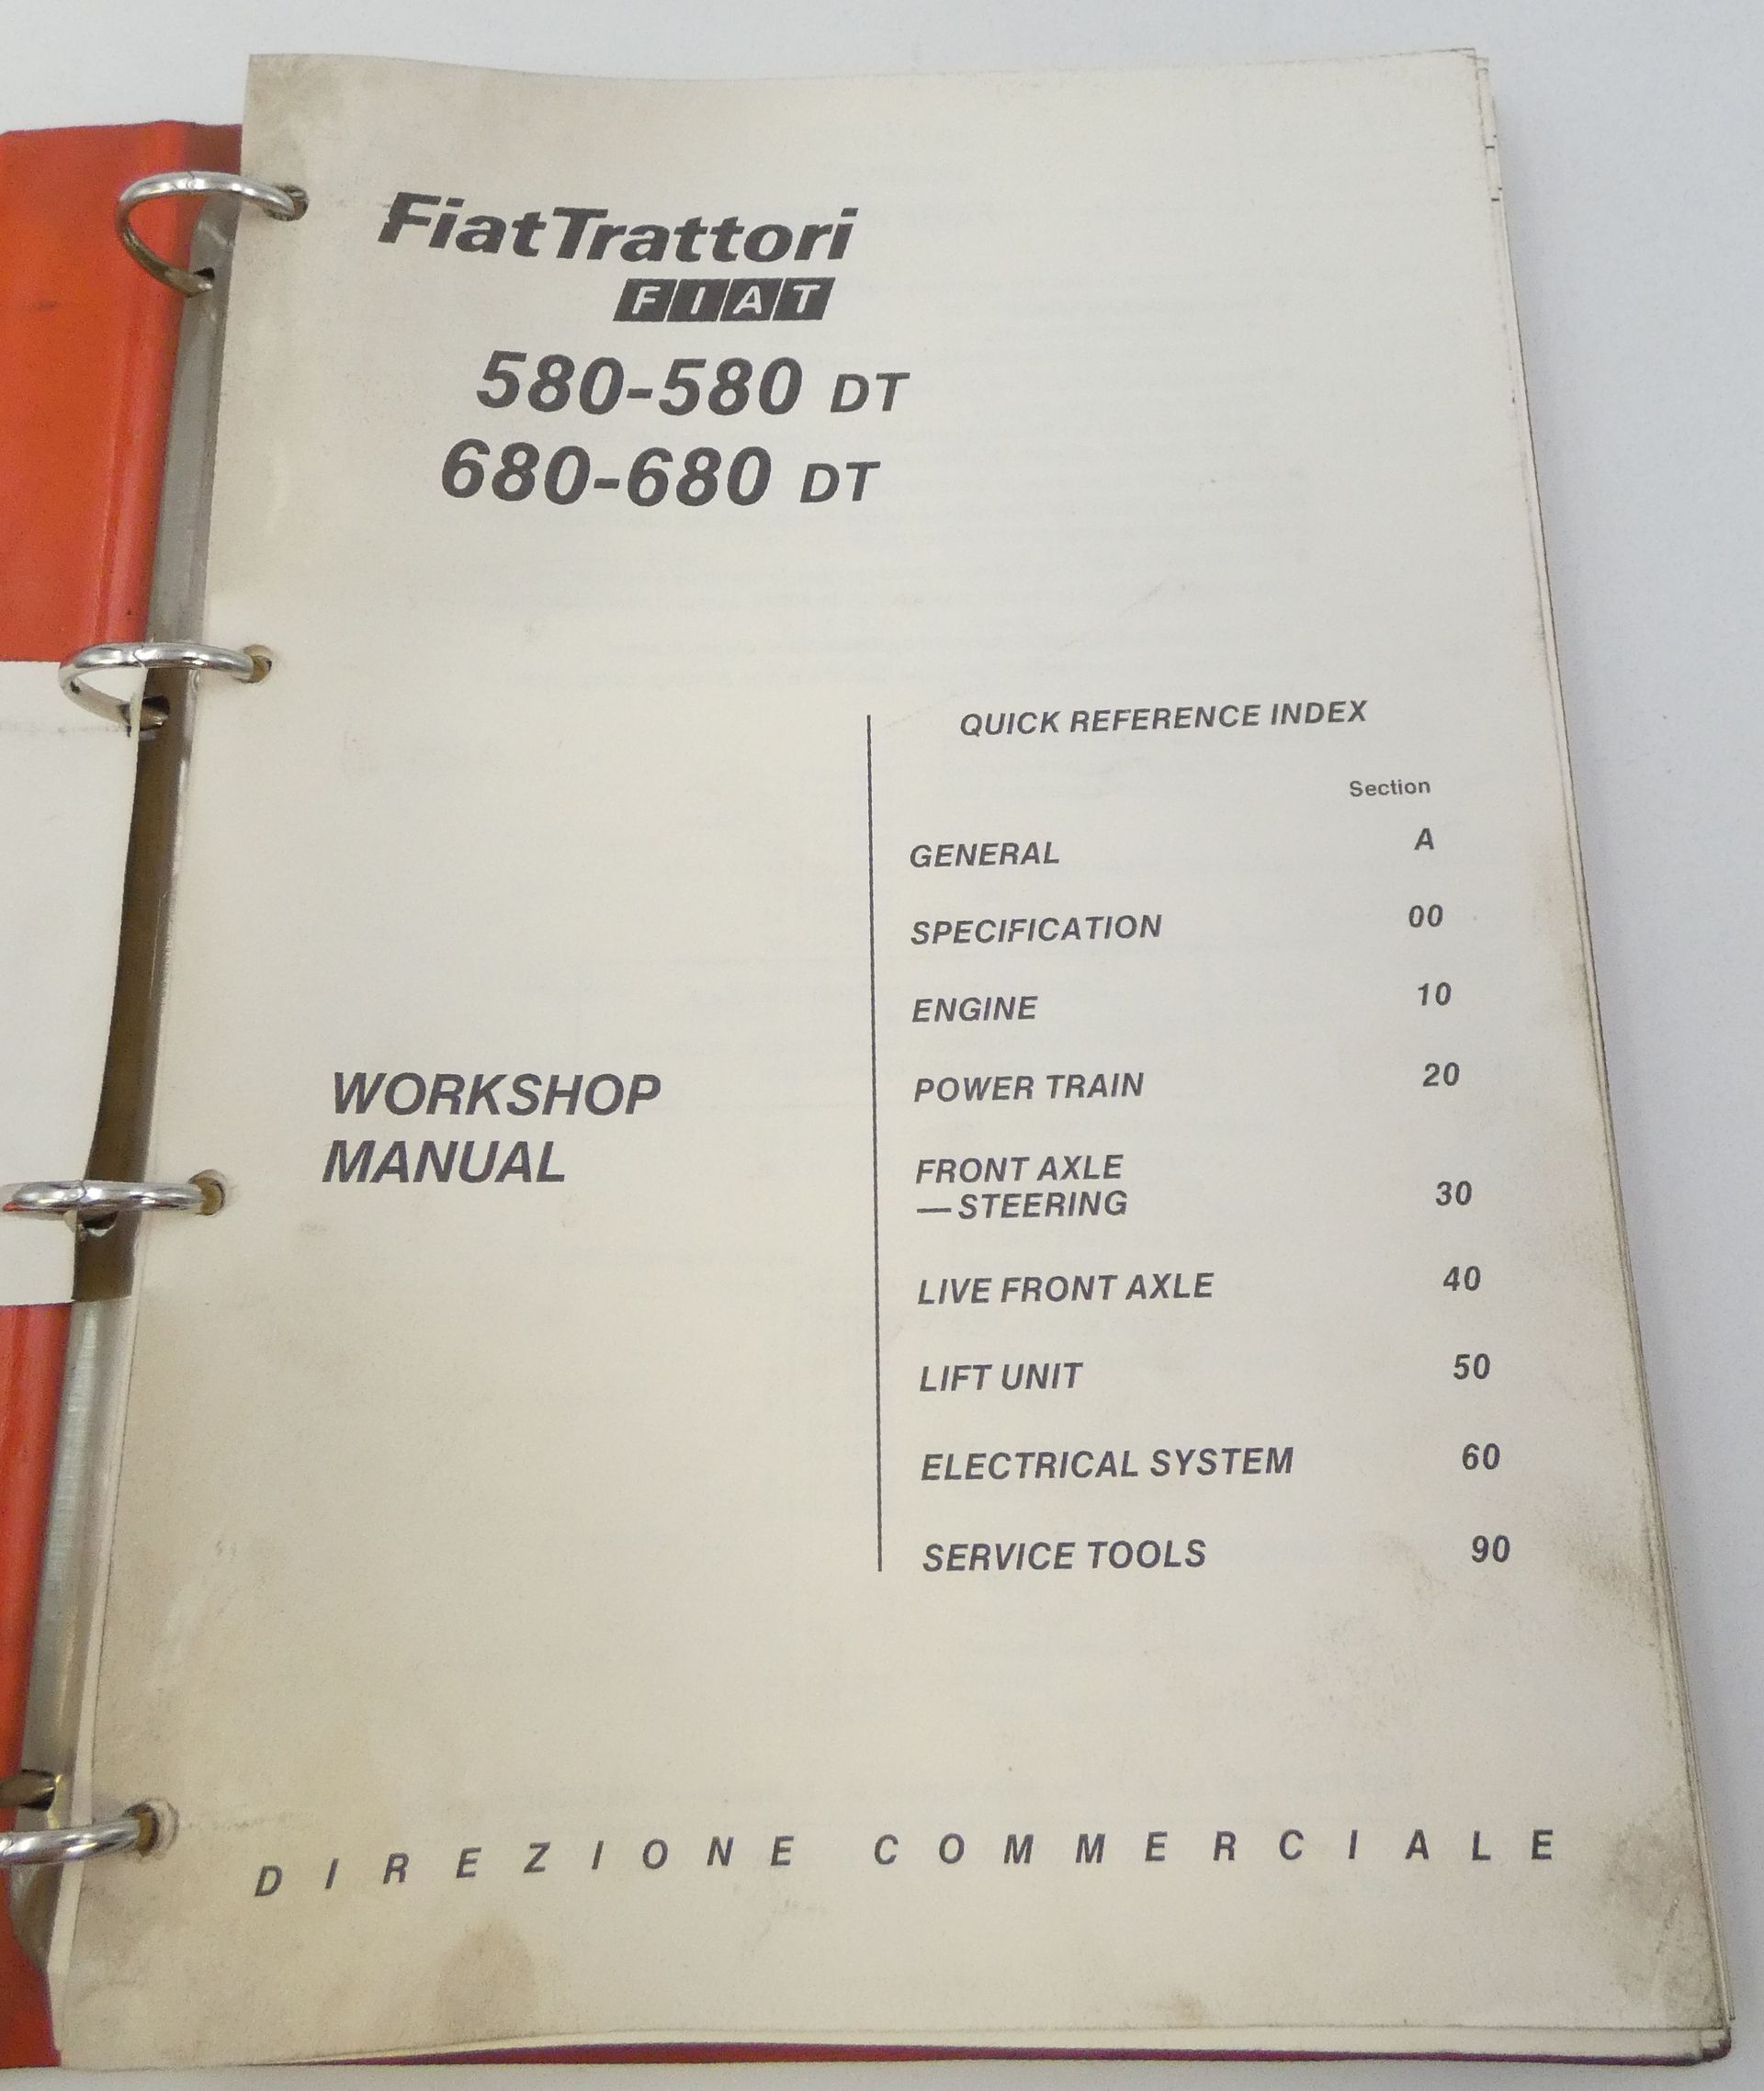 FiatTrattori
FIAT
580-580 DT
680-680 DT
WORKSHOP
MANUAL
QUICK REFERENCE INDEX
Section
GENERAL A
SPECIFICATION 00
ENGINE 10
POWER TRAIN 20
FRONT AXLE
—STEERING 30
LIVE FRONT AXLE 40
LIFT UNIT 50
ELECTRICAL SYSTEM 60
SERVICE TOOLS 90
DIREZIONE COMMERCIALE